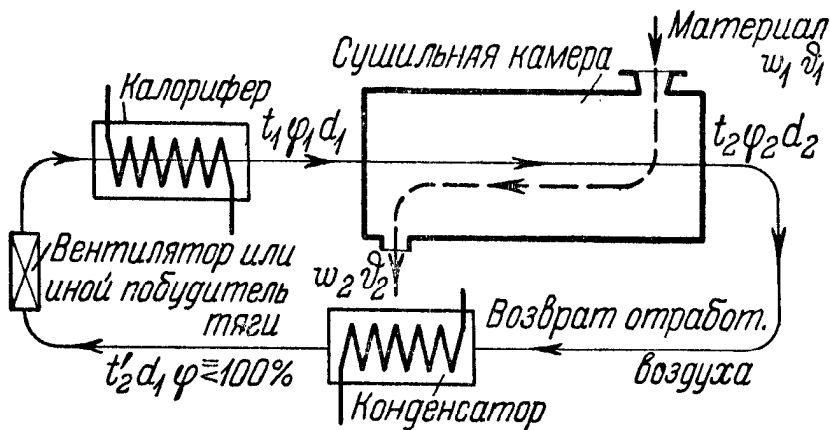 Материал
w₁ ϑ₁
Сушильная камера
Калорифер
t₁ φ₁ d₁
t₂ φ₂ d₂
Вентилятор или
иной побудитель
тяги
w₂ ϑ₂
Возврат отработ.
воздуха
t₂′ d₁ φ ≅< 100%
Конденсатор